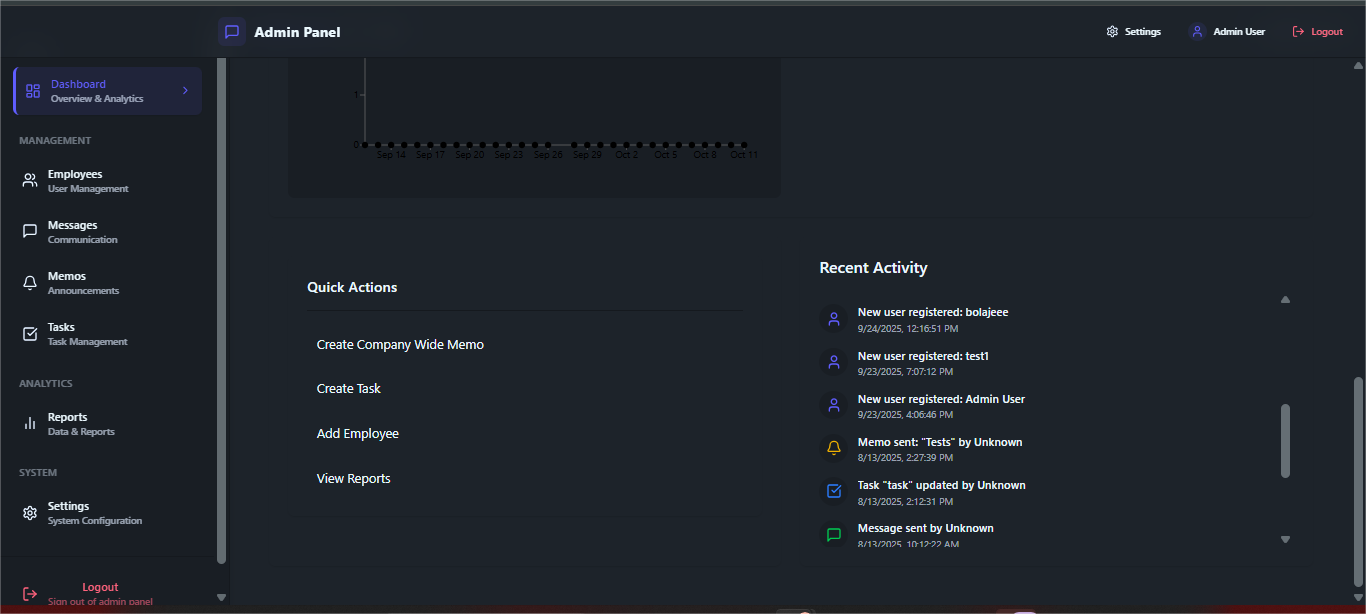 Admin Panel
Settings
Admin User
Logout
Dashboard
Overview & Analytics
MANAGEMENT
Employees
User Management
Messages
Communication
Memos
Announcements
Tasks
Task Management
ANALYTICS
Reports
Data & Reports
SYSTEM
Settings
System Configuration
Logout
Sign out of admin panel
1
0
Sep 14 Sep 17 Sep 20 Sep 23 Sep 26 Sep 29 Oct 2 Oct 5 Oct 8 Oct 11
Quick Actions
Create Company Wide Memo
Create Task
Add Employee
View Reports
Recent Activity
New user registered: bolajeee
9/24/2025, 12:16:51 PM
New user registered: test1
9/23/2025, 7:07:12 PM
New user registered: Admin User
9/23/2025, 4:06:46 PM
Memo sent: "Tests" by Unknown
8/13/2025, 2:27:39 PM
Task "task" updated by Unknown
8/13/2025, 2:12:31 PM
Message sent by Unknown
8/13/2025, 10:12:22 AM